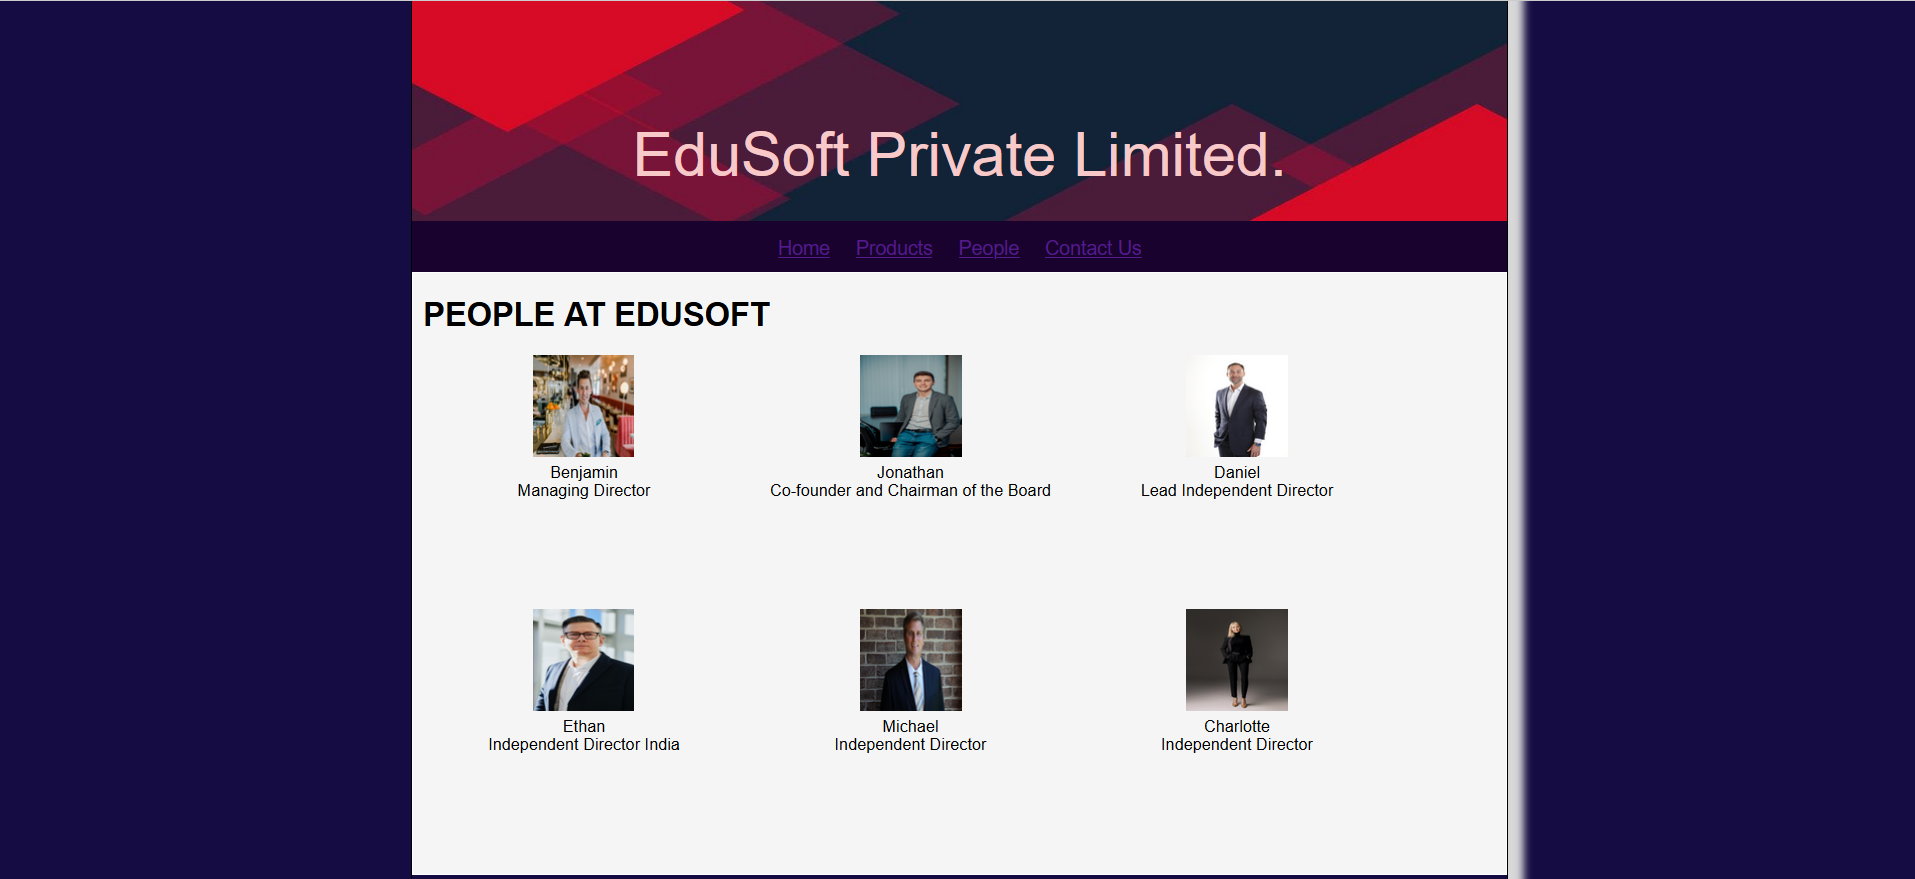 EduSoft Private Limited.
Home Products People Contact Us
PEOPLE AT EDUSOFT
Benjamin
Managing Director
Jonathan
Co-founder and Chairman of the Board
Daniel
Lead Independent Director
Ethan
Independent Director India
Michael
Independent Director
Charlotte
Independent Director